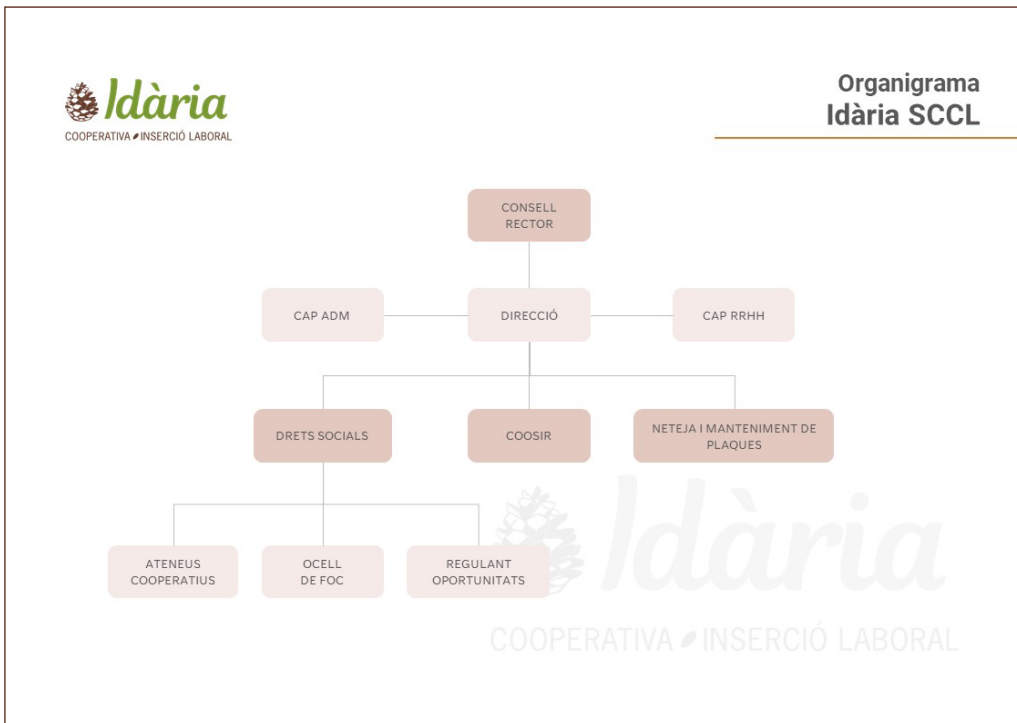 Idària
COOPERATIVA INSERCIÓ LABORAL
Organigrama
Idària SCCL
CONSELL
RECTOR
CAP ADM
DIRECCIÓ
CAP RRHH
DRETS SOCIALS
COOSIR
NETEJA I MANTENIMENT DE
PLAQUES
ATENEUS
COOPERATIUS
OCELL
DE FOC
REGULANT
OPORTUNITATS
Idària
COOPERATIVA INSERCIÓ LABORAL